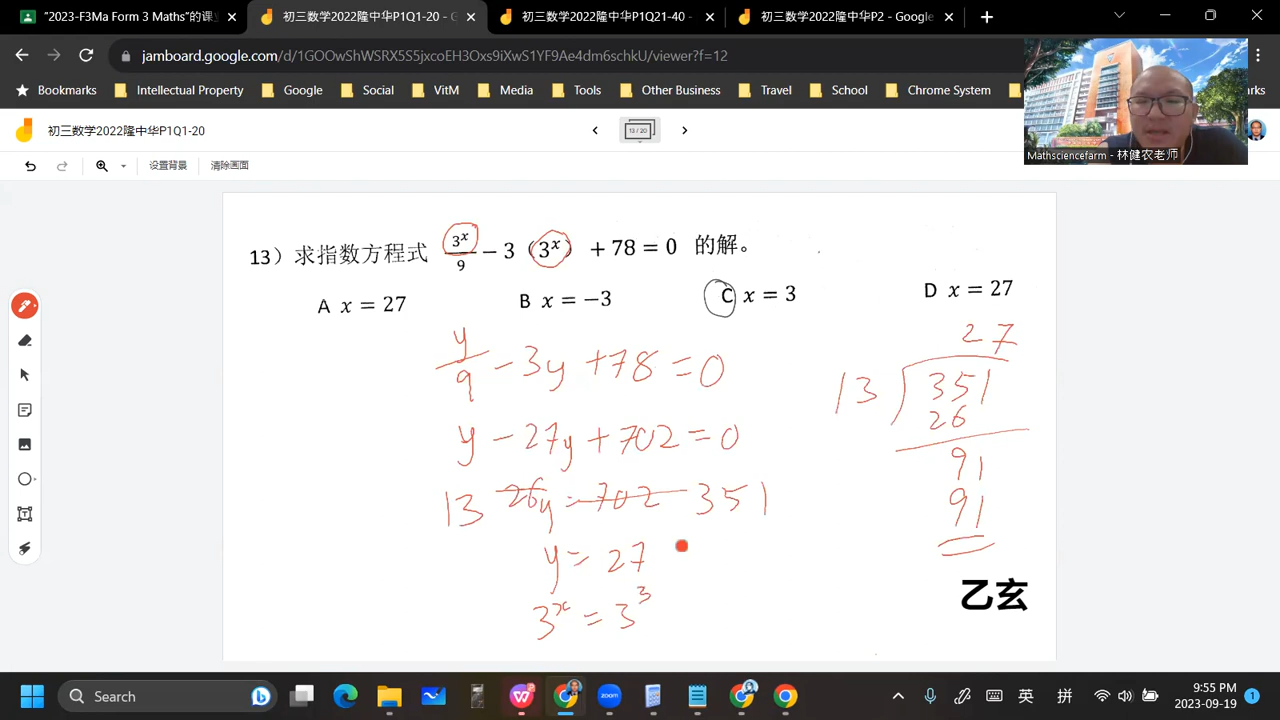 "2023-F3Ma Form 3 Maths"的课堂
初三数学2022隆中华P1Q1-20 - G
初三数学2022隆中华P1Q21-40 -
初三数学2022隆中华P2 - Google
Bookmarks
Intellectual Property
Google
VitM
Media
Tools
Other Business
Travel
School
Chrome System
初三数学2022隆中华P1Q1-20
13 / 20
Mathsciencefarm - 林健农老师
设置背景
清除画面
13）求指数方程式 3^x/9 − 3（3^x） + 78 = 0 的解。
A x = 27 B x = −3 C x = 3 D x = 27
y/9 − 3y + 78 = 0
y − 27y + 702 = 0
13 26y = 702 351
y = 27
3^x = 3^3
27
13 351
26
91
91
乙玄
Search
英
拼
9:55 PM
2023-09-19
1